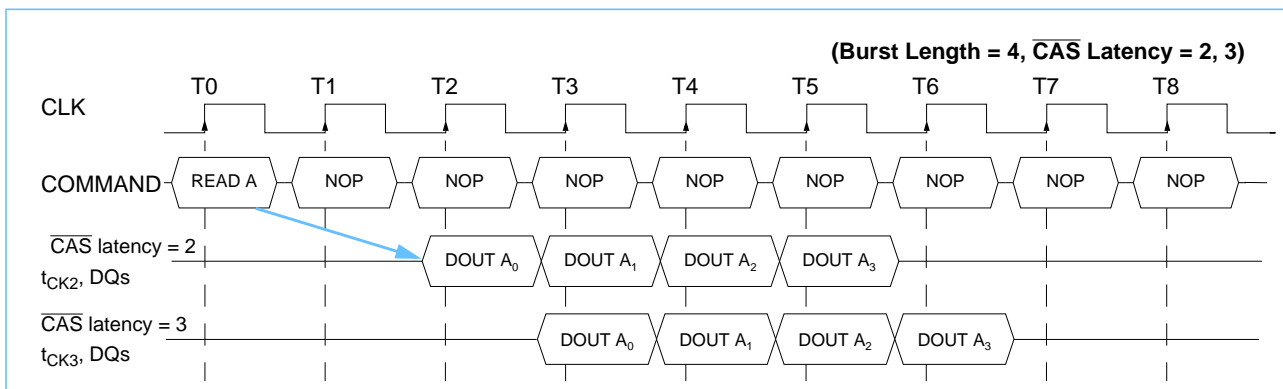 (Burst Length = 4, CAS Latency = 2, 3)
T0 T1 T2 T3 T4 T5 T6 T7 T8
CLK
COMMAND READ A NOP NOP NOP NOP NOP NOP NOP NOP
CAS latency = 2
tCK2, DQs
DOUT A0 DOUT A1 DOUT A2 DOUT A3
CAS latency = 3
tCK3, DQs
DOUT A0 DOUT A1 DOUT A2 DOUT A3